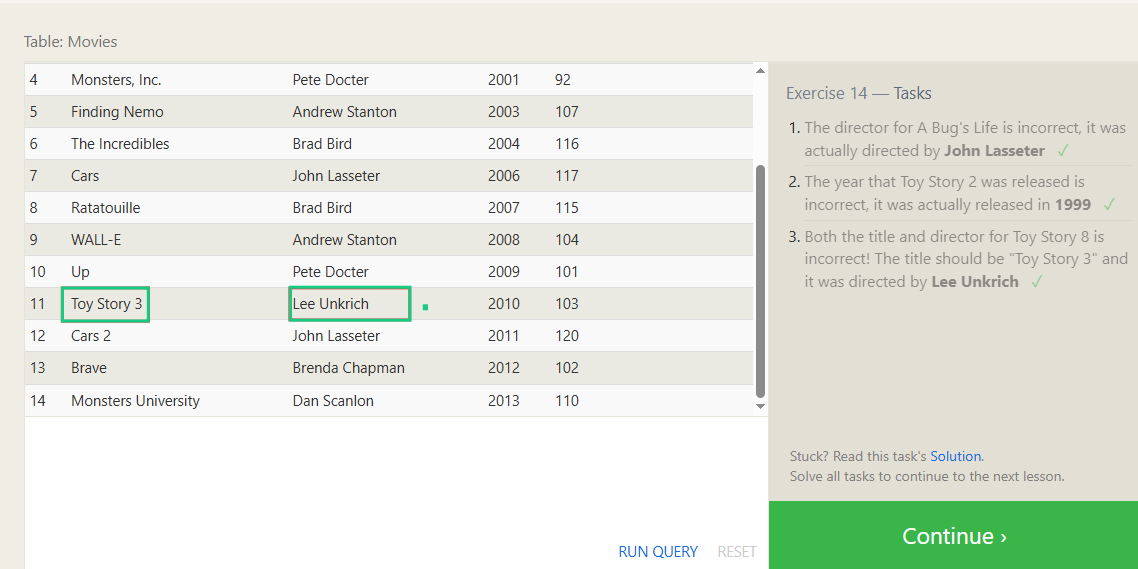 Table: Movies
4 Monsters, Inc. Pete Docter 2001 92
5 Finding Nemo Andrew Stanton 2003 107
6 The Incredibles Brad Bird 2004 116
7 Cars John Lasseter 2006 117
8 Ratatouille Brad Bird 2007 115
9 WALL-E Andrew Stanton 2008 104
10 Up Pete Docter 2009 101
11 Toy Story 3 Lee Unkrich 2010 103
12 Cars 2 John Lasseter 2011 120
13 Brave Brenda Chapman 2012 102
14 Monsters University Dan Scanlon 2013 110
RUN QUERY RESET
Exercise 14 — Tasks
1. The director for A Bug's Life is incorrect, it was
actually directed by John Lasseter ✓
2. The year that Toy Story 2 was released is
incorrect, it was actually released in 1999 ✓
3. Both the title and director for Toy Story 8 is
incorrect! The title should be "Toy Story 3" and
it was directed by Lee Unkrich ✓
Stuck? Read this task's Solution.
Solve all tasks to continue to the next lesson.
Continue ›